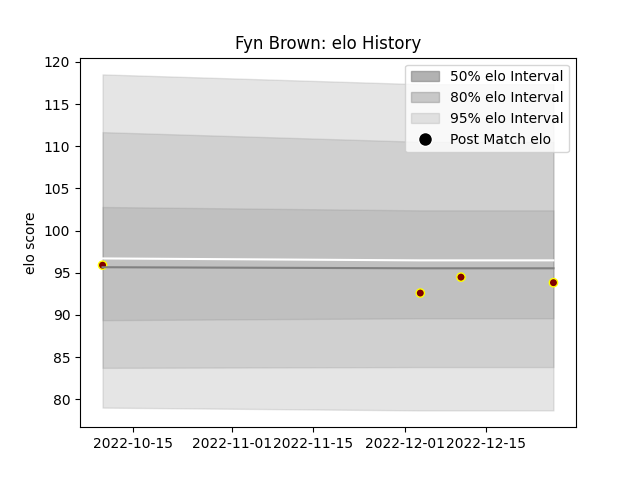 Fyn Brown: elo History
120
115
110
105
100
95
90
85
80
elo score
50% elo Interval
80% elo Interval
95% elo Interval
Post Match elo
2022-10-15
2022-11-01
2022-11-15
2022-12-01
2022-12-15